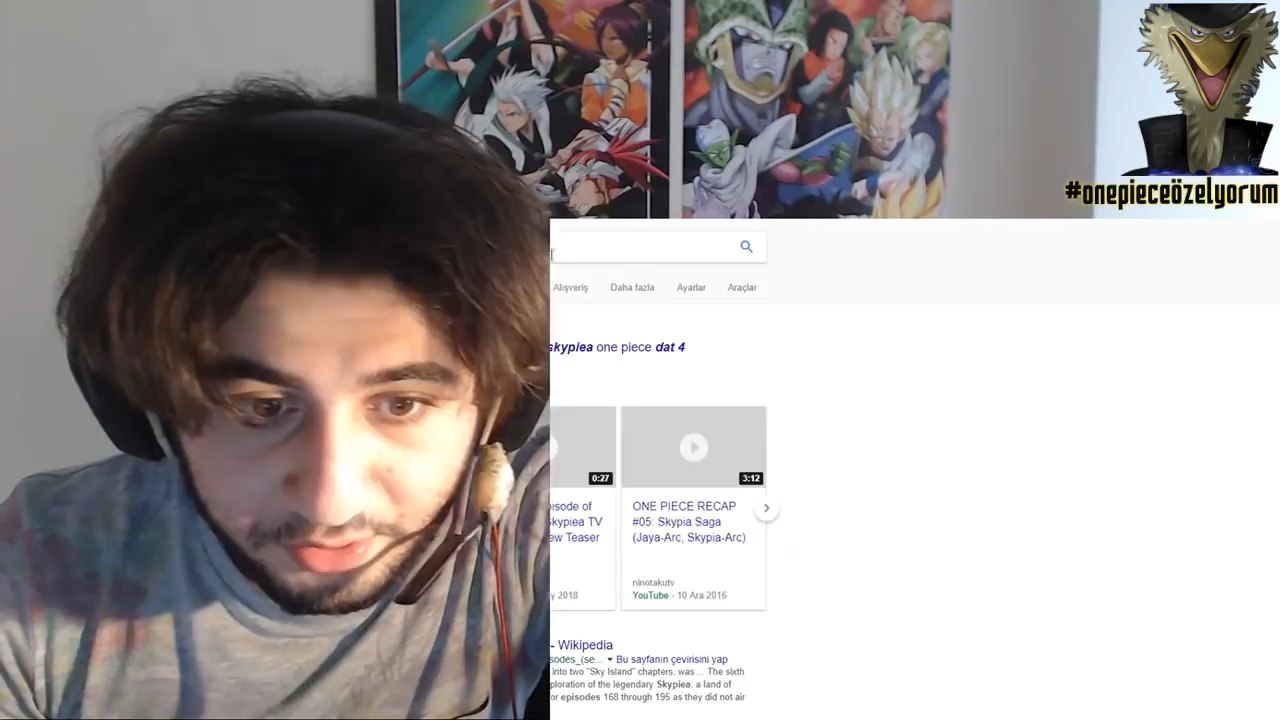 #onepieceözelyorum
Alışveriş Daha fazla Ayarlar Araçlar
skypiea one piece dat 4
0:27
3:12
isode of
kypiea TV
ew Teaser
2018
ONE PIECE RECAP
#05: Skypia Saga
(Jaya-Arc, Skypia-Arc)
ninotakutv
YouTube - 10 Ara 2016
- Wikipedia
sodes_(se... Bu sayfanın çevirisini yap
into two "Sky Island" chapters, was ... The sixth
ploration of the legendary Skypiea, a land of
or episodes 168 through 195 as they did not air